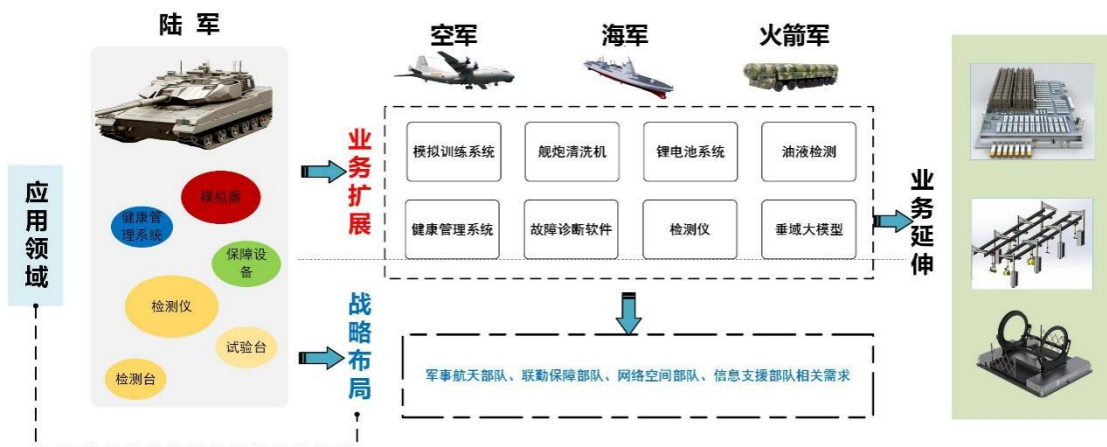 陆 军
空军
海军
火箭军
应用领域
模拟器
健康管
理系统
保障设
备
检测仪
试验台
检测台
业务扩展
模拟训练系统
舰炮清洗机
锂电池系统
油液检测
健康管理系统
故障诊断软件
检测仪
垂域大模型
业务延伸
战略布局
军事航天部队、联勤保障部队、网络空间部队、信息支援部队相关需求